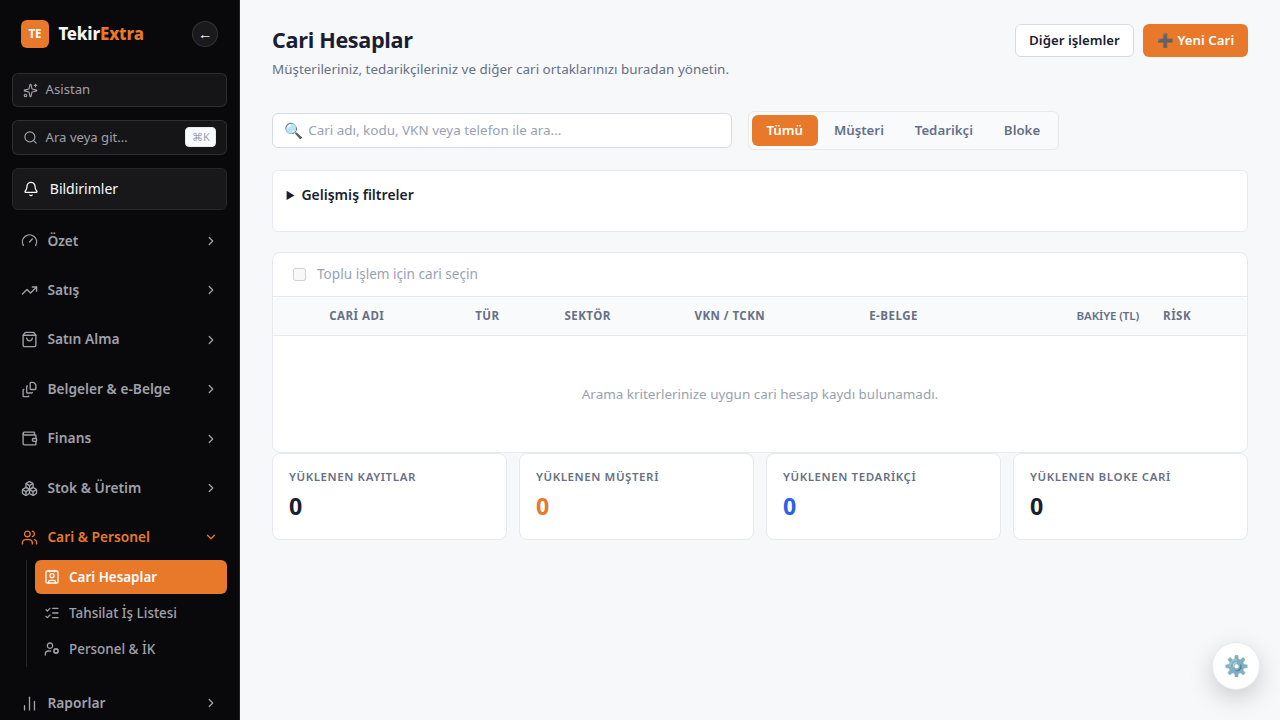 TE
TekirExtra
←
Asistan
Ara veya git...
⌘K
Bildirimler
Özet
Satış
Satın Alma
Belgeler & e-Belge
Finans
Stok & Üretim
Cari & Personel
Cari Hesaplar
Tahsilat İş Listesi
Personel & İK
Raporlar
Cari Hesaplar
Müşterileriniz, tedarikçileriniz ve diğer cari ortaklarınızı buradan yönetin.
Diğer işlemler
➕ Yeni Cari
🔍 Cari adı, kodu, VKN veya telefon ile ara...
Tümü Müşteri Tedarikçi Bloke
▶ Gelişmiş filtreler
Toplu işlem için cari seçin
CARİ ADI TÜR SEKTÖR VKN / TCKN E-BELGE BAKİYE (TL) RİSK
Arama kriterlerinize uygun cari hesap kaydı bulunamadı.
YÜKLENEN KAYITLAR
0
YÜKLENEN MÜŞTERİ
0
YÜKLENEN TEDARİKÇİ
0
YÜKLENEN BLOKE CARİ
0